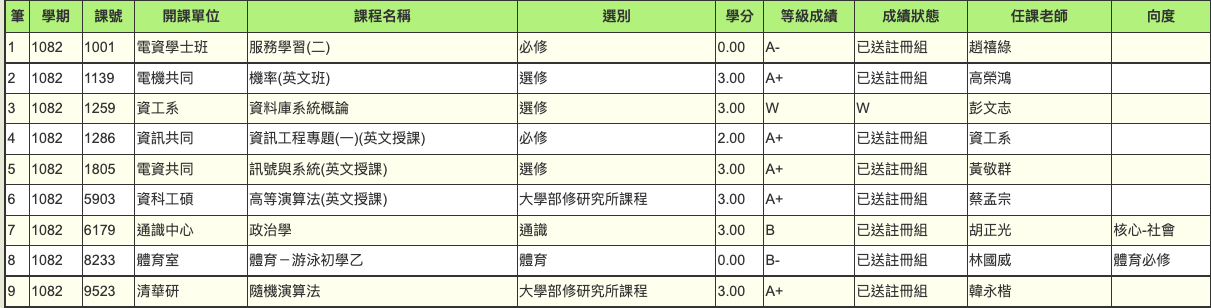 筆 學期 課號 開課單位 課程名稱 選別 學分 等級成績 成績狀態 任課老師 向度
1 1082 1001 電資學士班 服務學習(二) 必修 0.00 A- 已送註冊組 趙禧綠
2 1082 1139 電機共同 機率(英文班) 選修 3.00 A+ 已送註冊組 高榮鴻
3 1082 1259 資工系 資料庫系統概論 選修 3.00 W W 彭文志
4 1082 1286 資訊共同 資訊工程專題(一)(英文授課) 必修 2.00 A+ 已送註冊組 資工系
5 1082 1805 電資共同 訊號與系統(英文授課) 選修 3.00 A+ 已送註冊組 黃敬群
6 1082 5903 資科工碩 高等演算法(英文授課) 大學部修研究所課程 3.00 A+ 已送註冊組 蔡孟宗
7 1082 6179 通識中心 政治學 通識 3.00 B 已送註冊組 胡正光 核心-社會
8 1082 8233 體育室 體育－游泳初學乙 體育 0.00 B- 已送註冊組 林國威 體育必修
9 1082 9523 清華研 隨機演算法 大學部修研究所課程 3.00 A+ 已送註冊組 韓永楷